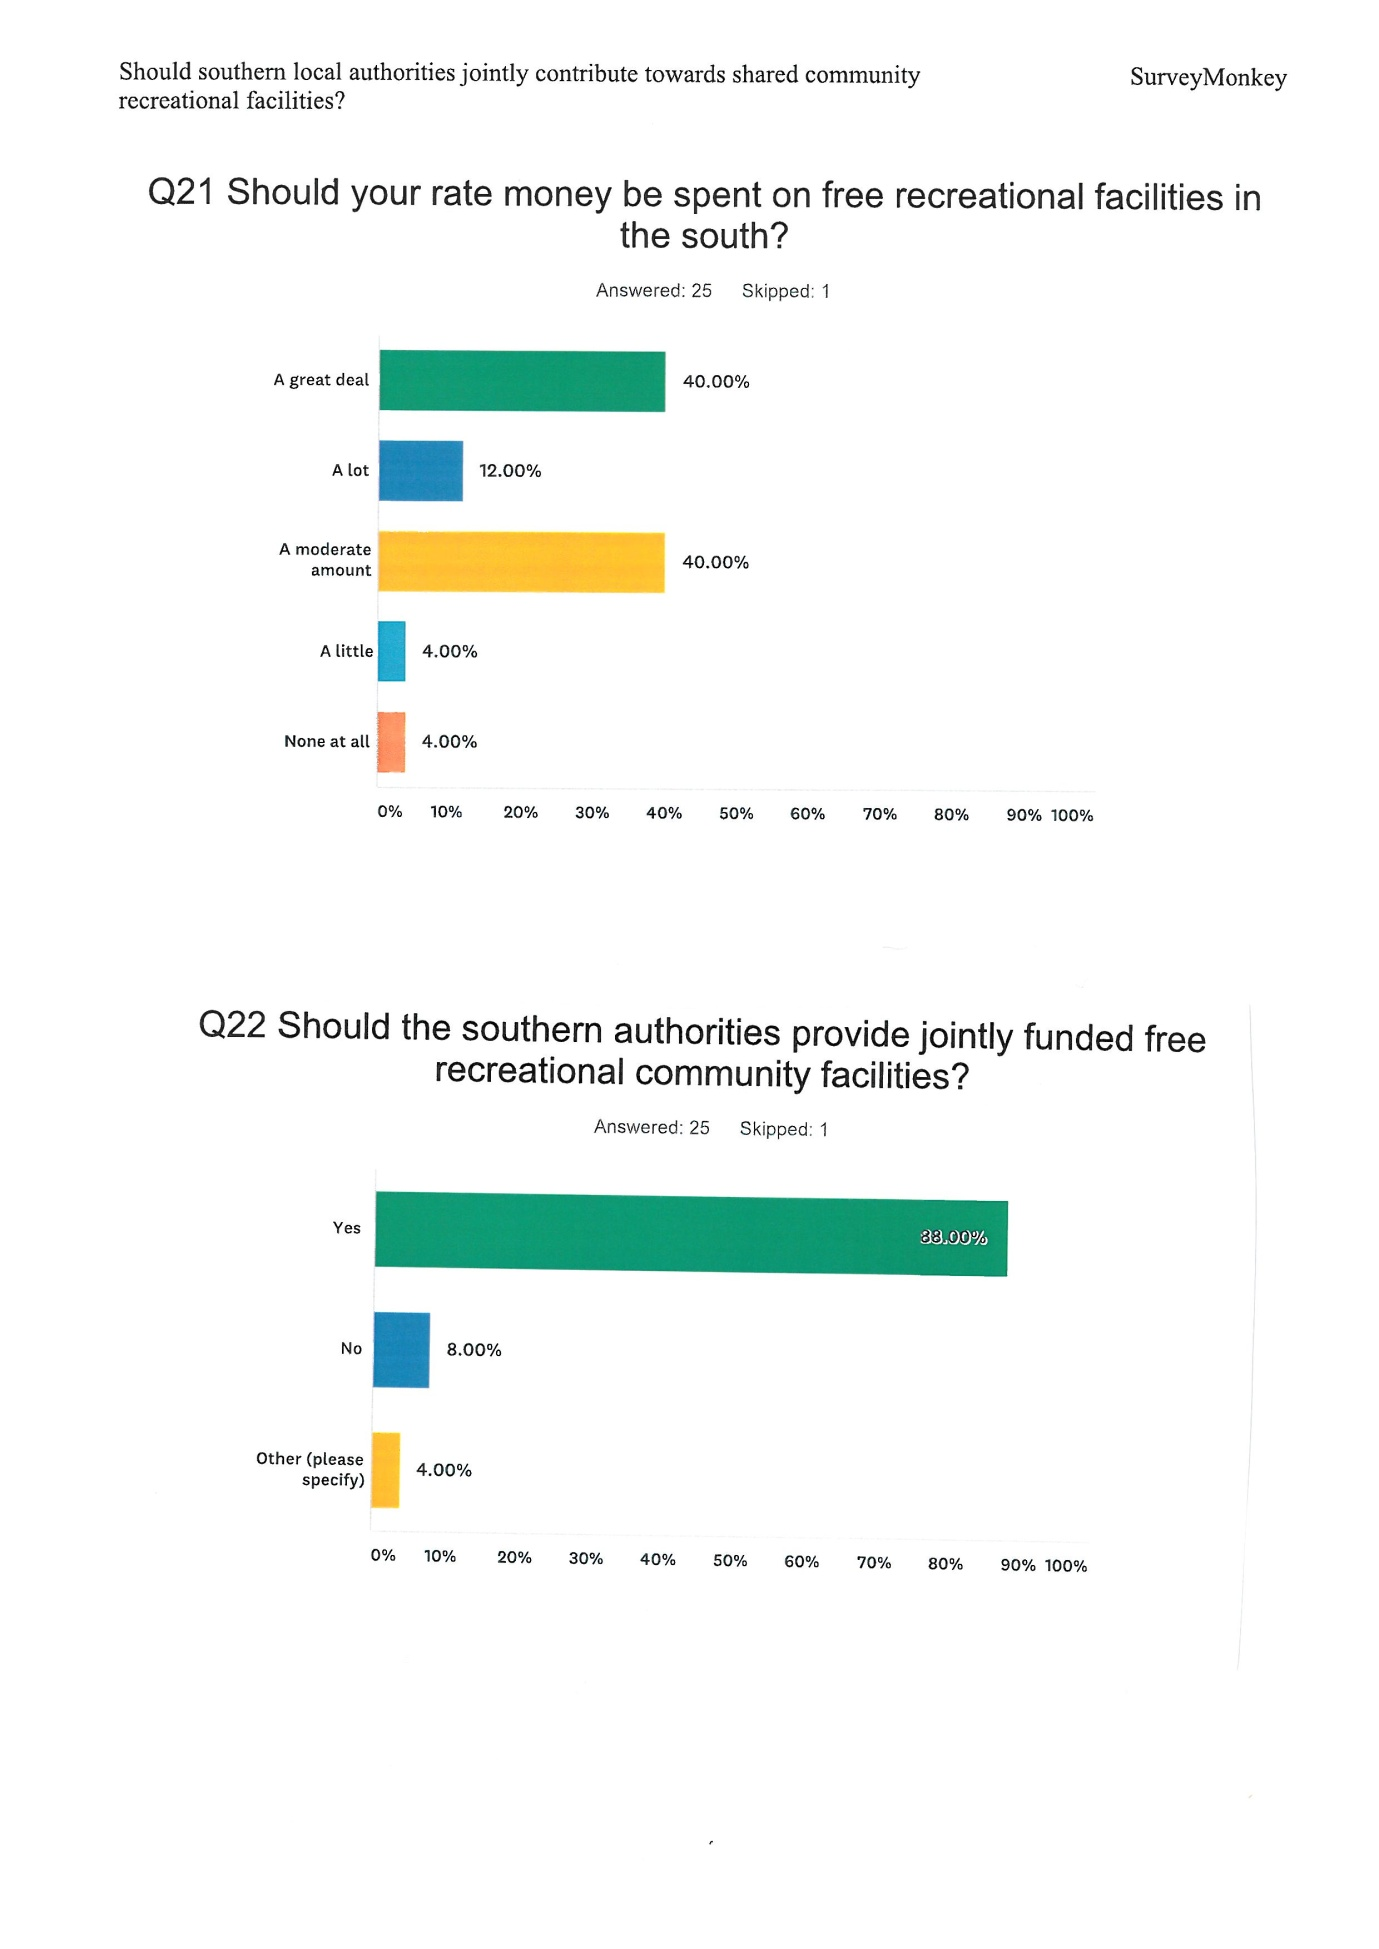 Should southern local authorities jointly contribute towards shared community
recreational facilities?
SurveyMonkey
Q21 Should your rate money be spent on free recreational facilities in
the south?
Answered: 25 Skipped: 1
A great deal
40.00%
A lot
12.00%
A moderate
amount
40.00%
A little
4.00%
None at all
4.00%
0% 10% 20% 30% 40% 50% 60% 70% 80% 90% 100%
Q22 Should the southern authorities provide jointly funded free
recreational community facilities?
Answered: 25 Skipped: 1
Yes
88.00%
No
8.00%
Other (please
specify)
4.00%
0% 10% 20% 30% 40% 50% 60% 70% 80% 90% 100%